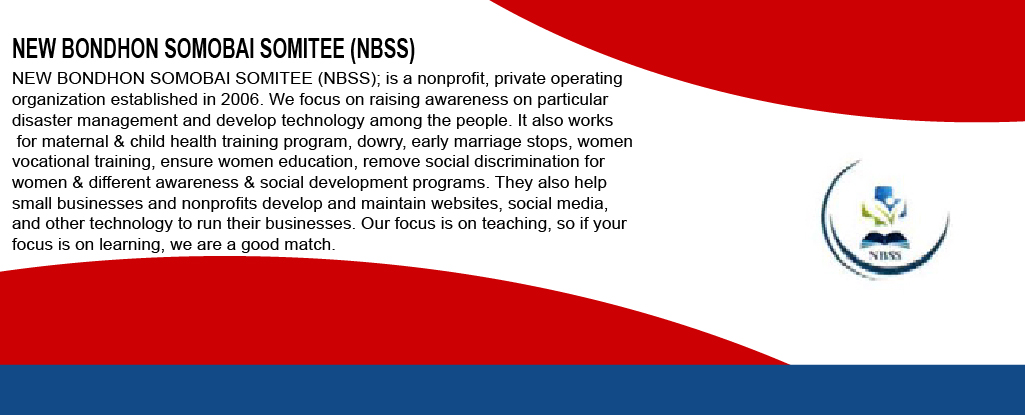 NEW BONDHON SOMOBAI SOMITEE (NBSS)
NEW BONDHON SOMOBAI SOMITEE (NBSS); is a nonprofit, private operating
organization established in 2006. We focus on raising awareness on particular
disaster management and develop technology among the people. It also works
for maternal & child health training program, dowry, early marriage stops, women
vocational training, ensure women education, remove social discrimination for
women & different awareness & social development programs. They also help
small businesses and nonprofits develop and maintain websites, social media,
and other technology to run their businesses. Our focus is on teaching, so if your
focus is on learning, we are a good match.
NBSS